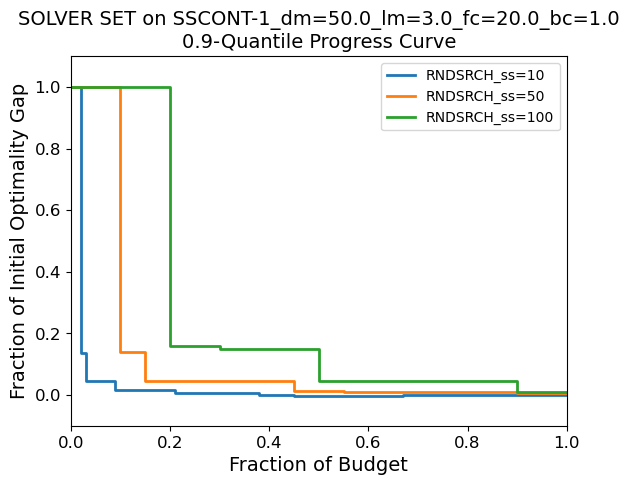 SOLVER SET on SSCONT-1_dm=50.0_lm=3.0_fc=20.0_bc=1.0
0.9-Quantile Progress Curve
RNDSRCH_ss=10
RNDSRCH_ss=50
RNDSRCH_ss=100
Fraction of Initial Optimality Gap
1.0
0.8
0.6
0.4
0.2
0.0
0.0 0.2 0.4 0.6 0.8 1.0
Fraction of Budget